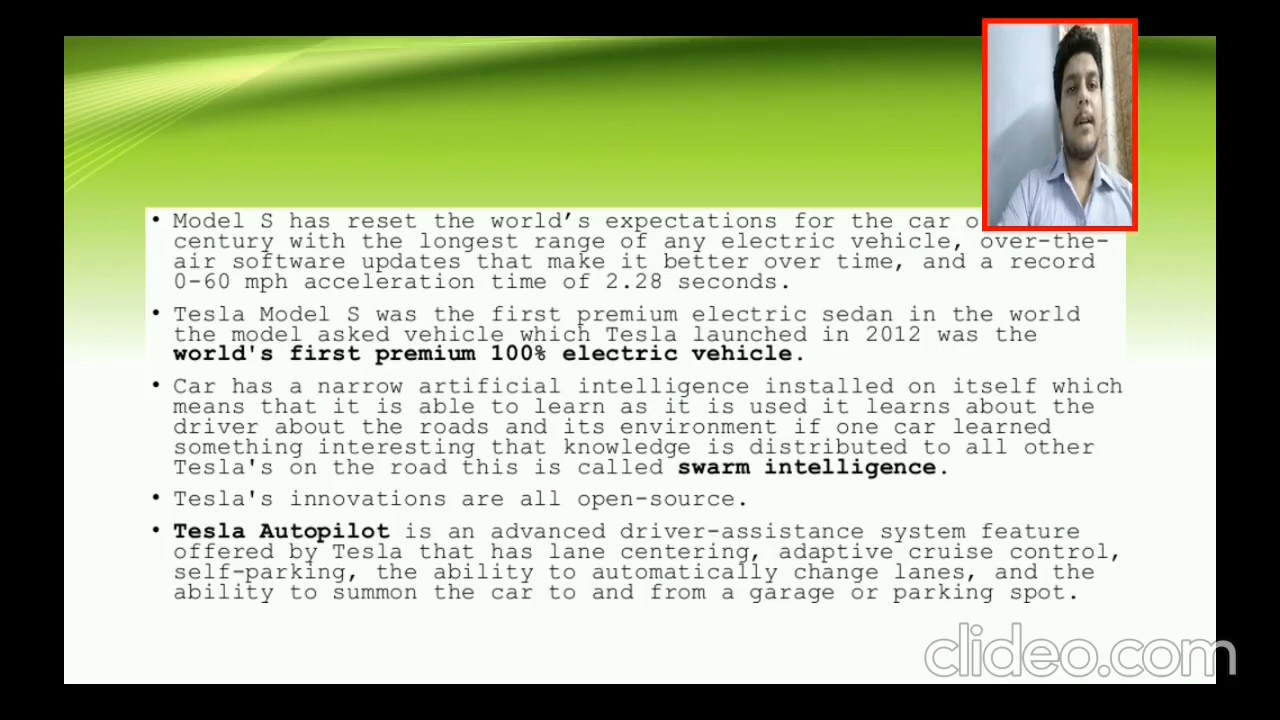 • Model S has reset the world's expectations for the car o
century with the longest range of any electric vehicle, over-the-
air software updates that make it better over time, and a record
0-60 mph acceleration time of 2.28 seconds.
• Tesla Model S was the first premium electric sedan in the world
the model asked vehicle which Tesla launched in 2012 was the
world's first premium 100% electric vehicle.
• Car has a narrow artificial intelligence installed on itself which
means that it is able to learn as it is used it learns about the
driver about the roads and its environment if one car learned
something interesting that knowledge is distributed to all other
Tesla's on the road this is called swarm intelligence.
• Tesla's innovations are all open-source.
• Tesla Autopilot is an advanced driver-assistance system feature
offered by Tesla that has lane centering, adaptive cruise control,
self-parking, the ability to automatically change lanes, and the
ability to summon the car to and from a garage or parking spot.
clideo.com